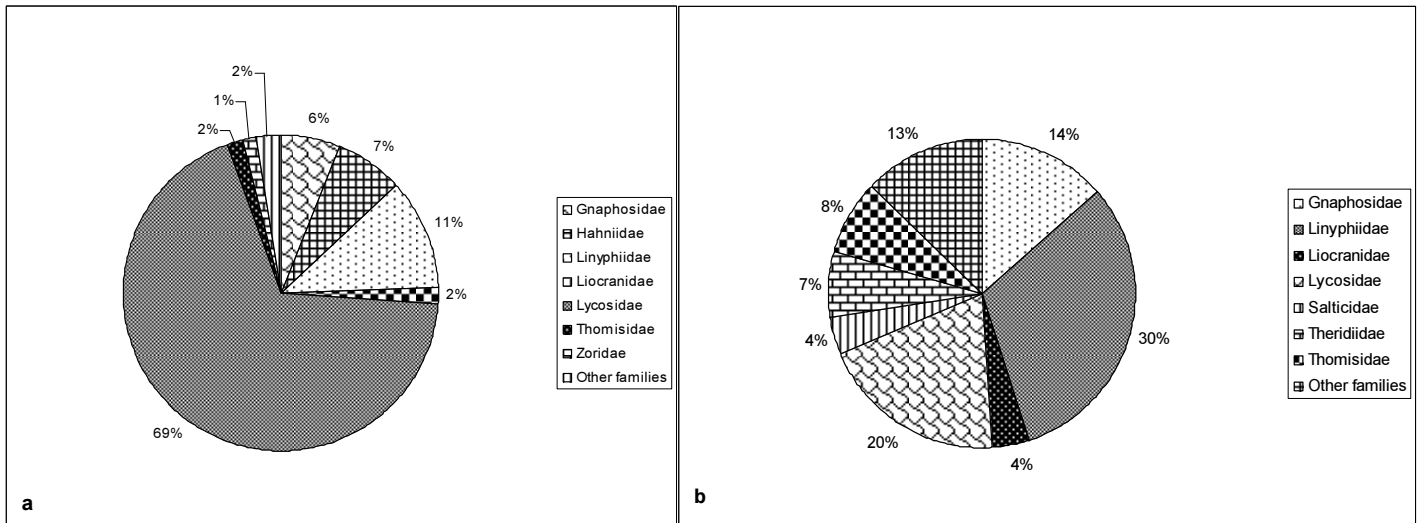 2%
1%
2%
6%
7%
11%
2%
69%
Gnaphosidae
Hahniidae
Linyphiidae
Liocranidae
Lycosidae
Thomisidae
Zoridae
Other families
a
13%
14%
8%
7%
4%
30%
20%
4%
Gnaphosidae
Linyphiidae
Liocranidae
Lycosidae
Salticidae
Theridiidae
Thomisidae
Other families
b